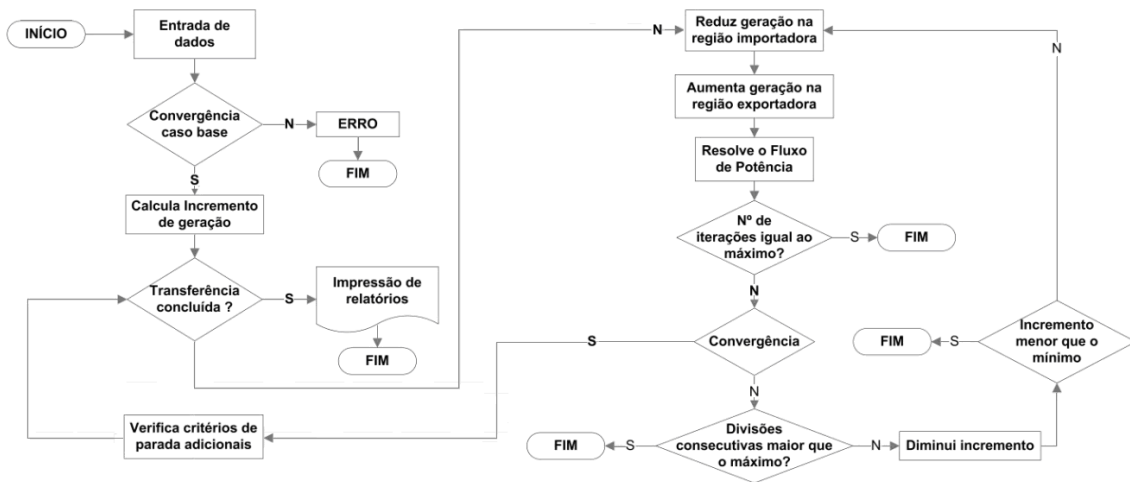 INÍCIO
Entrada de
dados
Convergência
caso base
N
ERRO
FIM
S
Calcula Incremento
de geração
Transferência
concluída ?
S
Impressão de
relatórios
FIM
N
Reduz geração na
região importadora
Aumenta geração na
região exportadora
Resolve o Fluxo
de Potência
Nº de
iterações igual ao
máximo?
S
FIM
N
Convergência
S
Verifica critérios de
parada adicionais
N
Divisões
consecutivas maior que
o máximo?
S
FIM
N
Diminui incremento
Incremento
menor que o
mínimo
S
FIM
N